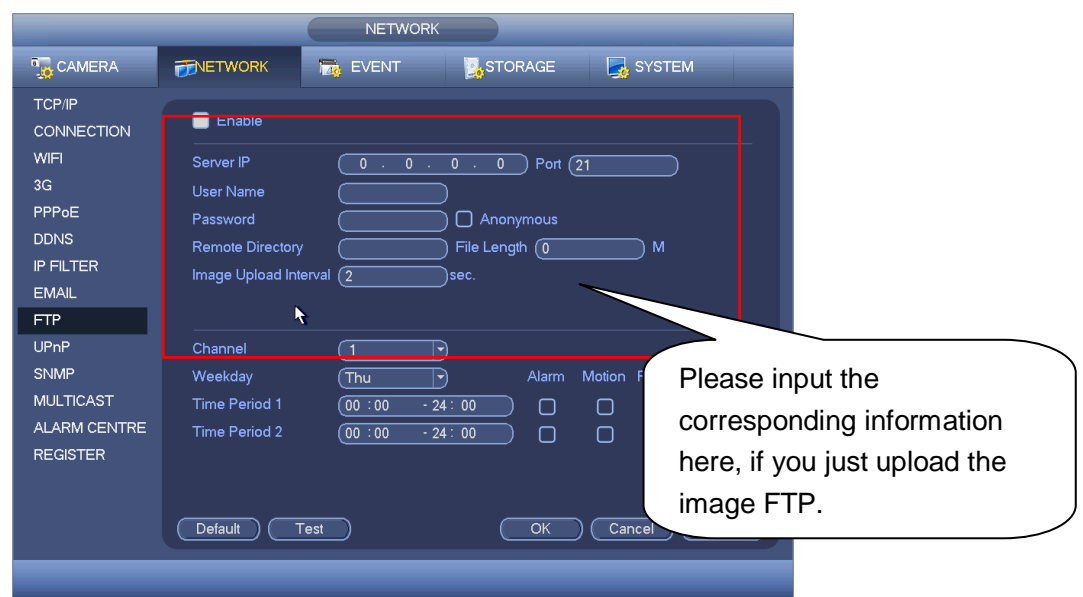 NETWORK
CAMERA NETWORK EVENT STORAGE SYSTEM
TCP/IP
CONNECTION
WIFI
3G
PPPoE
DDNS
IP FILTER
EMAIL
FTP
UPnP
SNMP
MULTICAST
ALARM CENTRE
REGISTER
Enable
Server IP 0 . 0 . 0 . 0 Port 21
User Name
Password Anonymous
Remote Directory File Length 0 M
Image Upload Interval 2 sec.
Channel 1
Weekday Thu Alarm Motion
Time Period 1 00 :00 - 24 : 00
Time Period 2 00 :00 - 24 : 00
Default Test OK Cancel
Please input the
corresponding information
here, if you just upload the
image FTP.